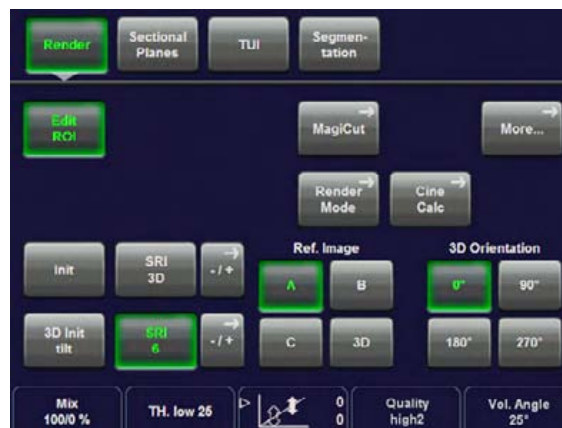 Render
Sectional
Planes
TUI
Segmen-
tation
Edit
ROI
MagiCut
More...
Render
Mode
Cine
Calc
Init
SRI
3D
- / +
Ref. Image
A
B
3D Orientation
0°
90°
3D Init
tilt
SRI
6
- / +
C
3D
180°
270°
Mix
100/0 %
TH. low 25
0
0
Quality
high2
Vol. Angle
25°